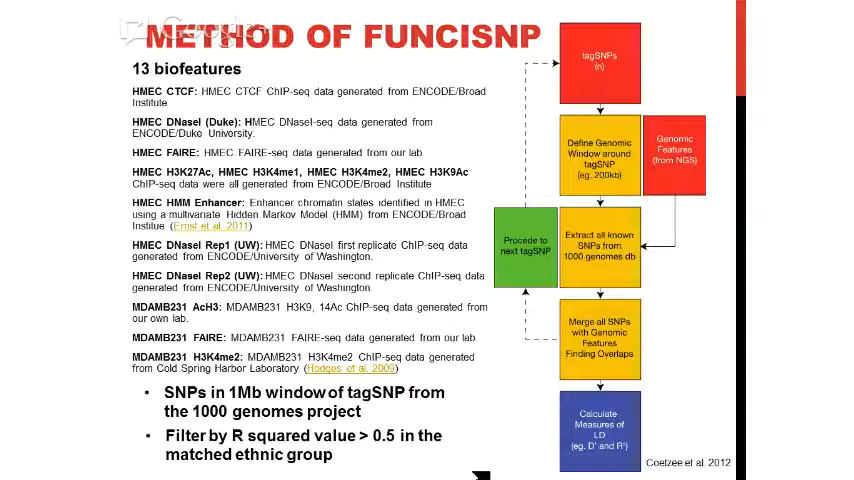 Google+
METHOD OF FUNCISNP
13 biofeatures
HMEC CTCF: HMEC CTCF ChIP-seq data generated from ENCODE/Broad
Institute
HMEC DNaseI (Duke): HMEC DNaseI-seq data generated from
ENCODE/Duke University.
HMEC FAIRE: HMEC FAIRE-seq data generated from our lab.
HMEC H3K27Ac, HMEC H3K4me1, HMEC H3K4me2, HMEC H3K9Ac
ChIP-seq data were all generated from ENCODE/Broad Institute
HMEC HMM Enhancer: Enhancer chromatin states identified in HMEC
using a multivariate Hidden Markov Model (HMM) from ENCODE/Broad
Institue (Ernst et al. 2011)
HMEC DNaseI Rep1 (UW): HMEC DNaseI first replicate ChIP-seq data
generated from ENCODE/University of Washington.
HMEC DNaseI Rep2 (UW): HMEC DNaseI second replicate ChIP-seq data
generated from ENCODE/University of Washington.
MDAMB231 AcH3: MDAMB231 H3K9, 14Ac ChIP-seq data generated from
our own lab.
MDAMB231 FAIRE: MDAMB231 FAIRE-seq data generated from our lab.
MDAMB231 H3K4me2: MDAMB231 H3K4me2 ChIP-seq data generated
from Cold Spring Harbor Laboratory (Hodges et al. 2009)
• SNPs in 1Mb window of tagSNP from
the 1000 genomes project
• Filter by R squared value > 0.5 in the
matched ethnic group
tagSNPs
(n)
Define Genomic
Window around
tagSNP
(eg. 200kb)
Genomic
Features
(from NGS)
Procede to
next tagSNP
Extract all known
SNPs from
1000 genomes db
Merge all SNPs
with Genomic
Features
Finding Overlaps
Calculate
Measures of
LD
(eg. D' and R²)
Coetzee et al. 2012